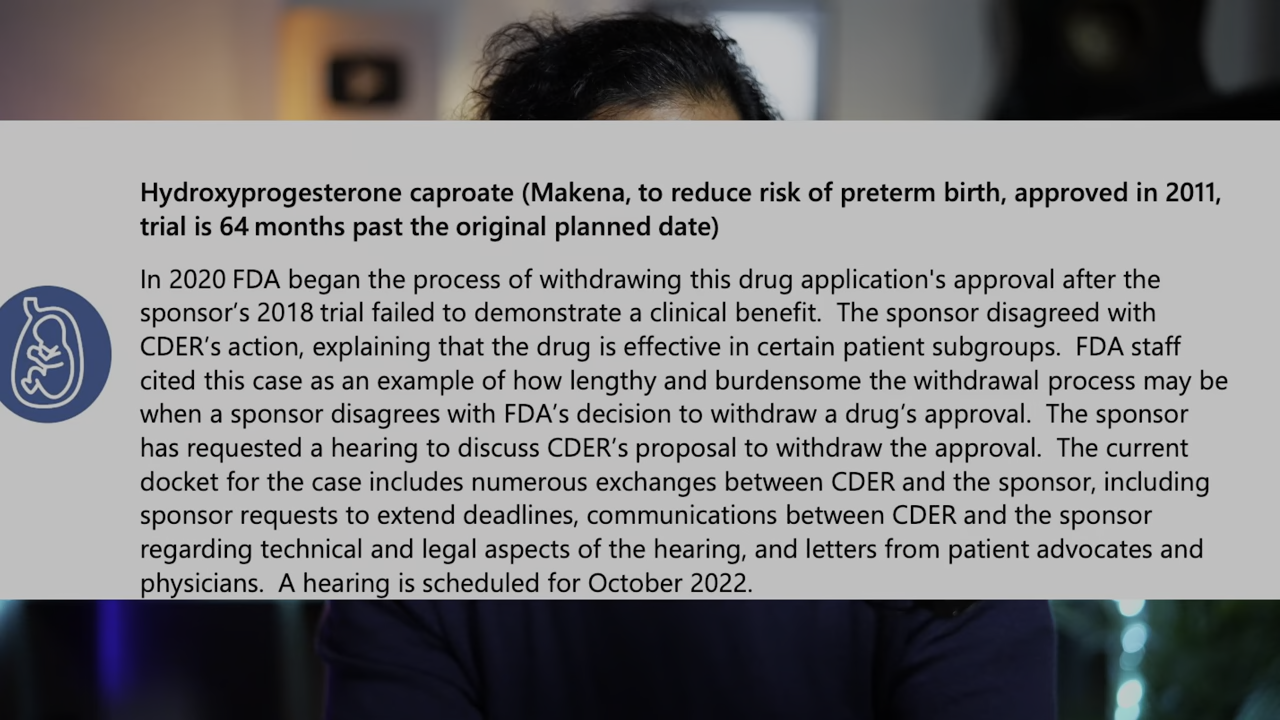 Hydroxyprogesterone caproate (Makena, to reduce risk of preterm birth, approved in 2011,
trial is 64 months past the original planned date)
In 2020 FDA began the process of withdrawing this drug application's approval after the
sponsor’s 2018 trial failed to demonstrate a clinical benefit.  The sponsor disagreed with
CDER’s action, explaining that the drug is effective in certain patient subgroups.  FDA staff
cited this case as an example of how lengthy and burdensome the withdrawal process may be
when a sponsor disagrees with FDA’s decision to withdraw a drug’s approval.  The sponsor
has requested a hearing to discuss CDER’s proposal to withdraw the approval.  The current
docket for the case includes numerous exchanges between CDER and the sponsor, including
sponsor requests to extend deadlines, communications between CDER and the sponsor
regarding technical and legal aspects of the hearing, and letters from patient advocates and
physicians.  A hearing is scheduled for October 2022.